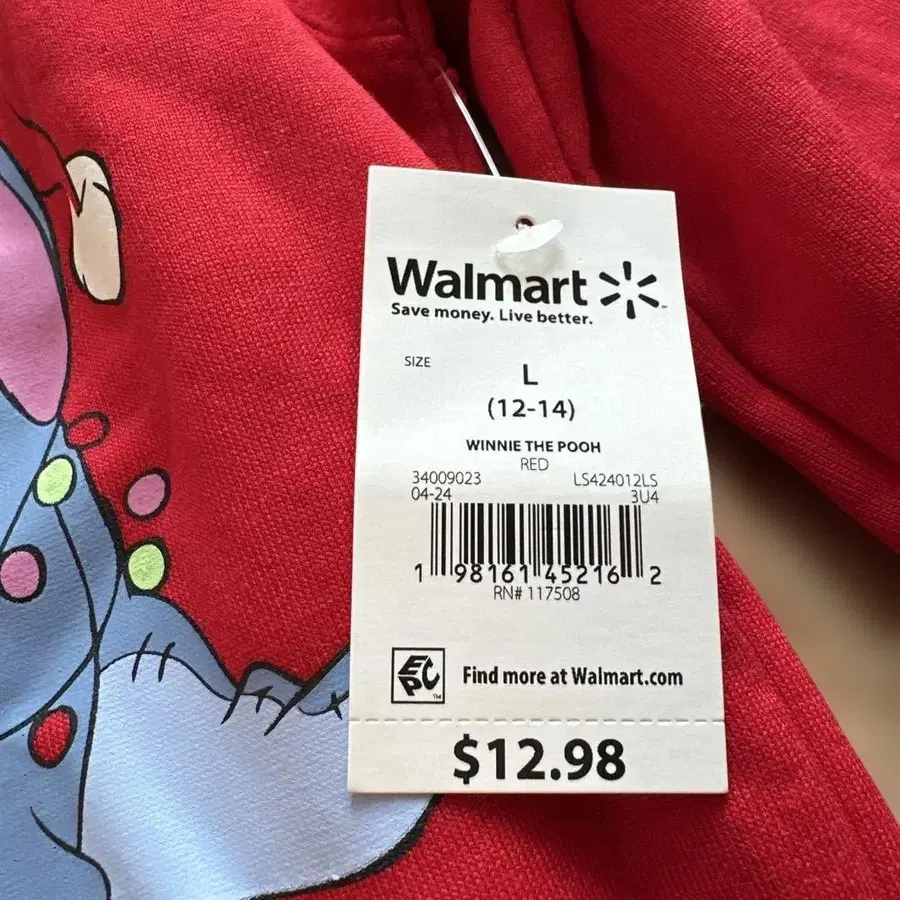 Walmart
Save money. Live better.
SIZE
L
(12-14)
WINNIE THE POOH
RED
34009023 LS424012LS
04-24 3U4
1 98161 45216 2
RN# 117508
EPC™ Find more at Walmart.com
$12.98